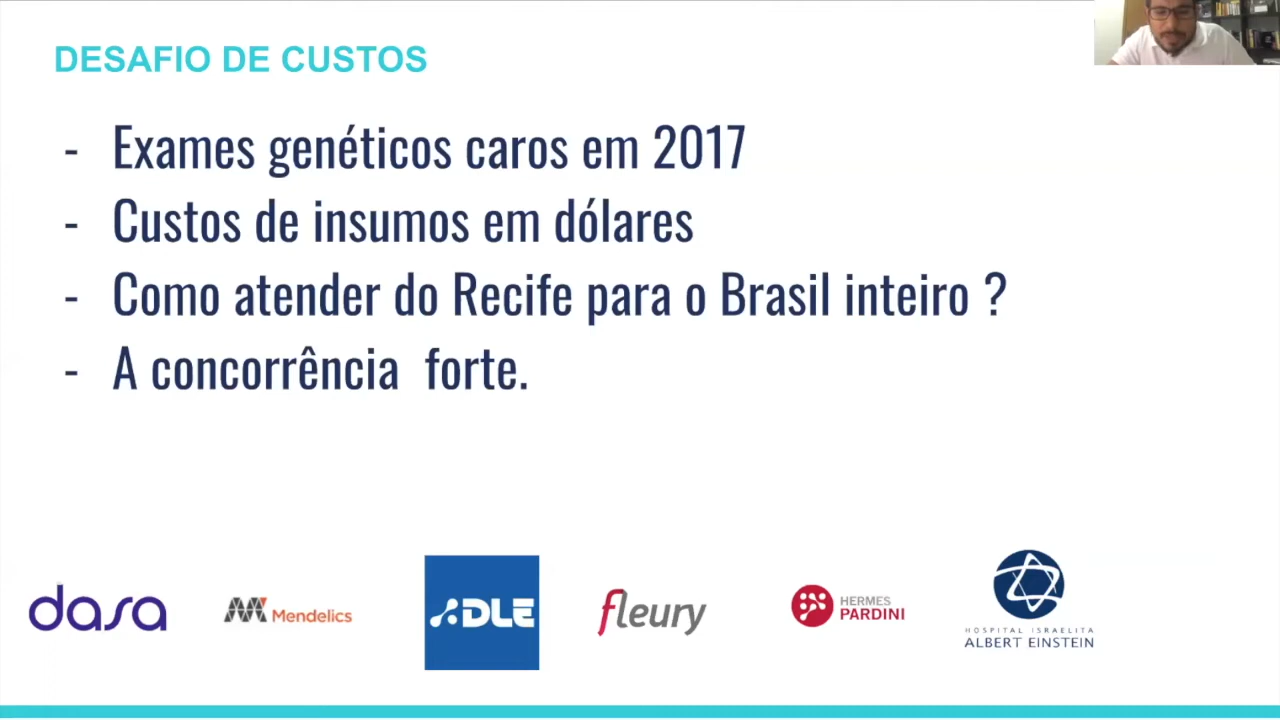 DESAFIO DE CUSTOS
- Exames genéticos caros em 2017
- Custos de insumos em dólares
- Como atender do Recife para o Brasil inteiro ?
- A concorrência  forte.
dasa
Mendelics
DLE
fleury
HERMES
PARDINI
HOSPITAL ISRAELITA
ALBERT EINSTEIN